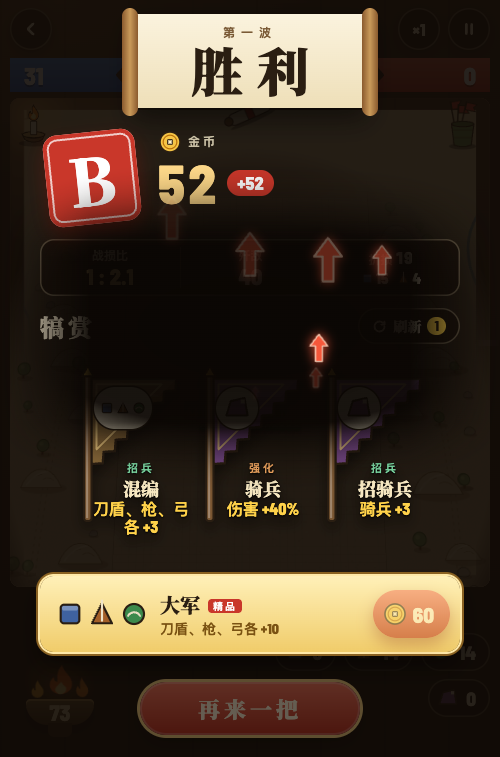 ×1
31
0
第一波
胜利
B
金币
52
+52
战损比
1:2.1
19
4
犒赏
刷新
1
招兵
混编
刀盾、枪、弓
各+3
强化
骑兵
伤害+40%
招兵
招骑兵
骑兵+3
大军
精品
刀盾、枪、弓各+10
60
14
73
再来一把
0